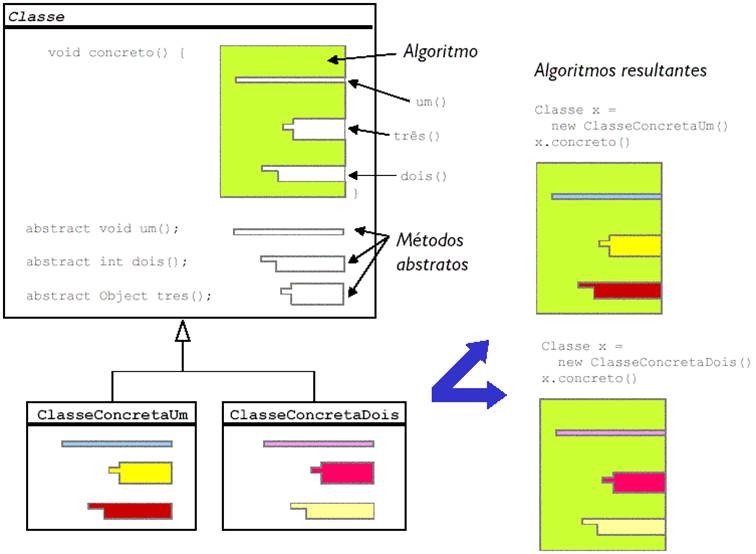 Classe
void concreto() {
Algoritmo
um()
três()
dois()
}
abstract void um();
abstract int dois();
abstract Object tres();
Métodos
abstratos
ClasseConcretaUm
ClasseConcretaDois
Algoritmos resultantes
Classe x =
new ClasseConcretaUm()
x.concreto()
Classe x =
new ClasseConcretaDois()
x.concreto()